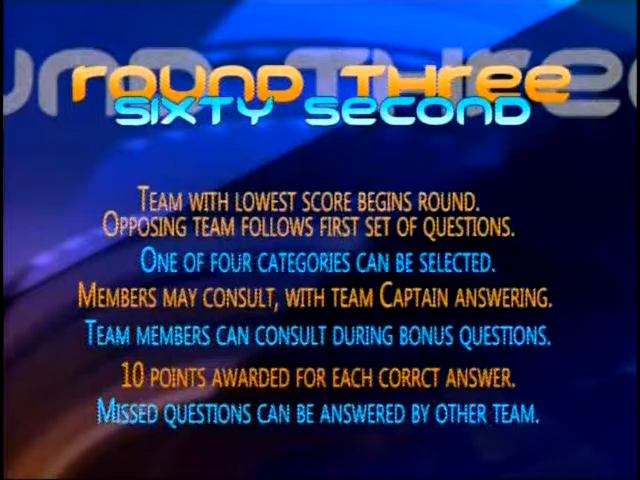 ROUND THREE
SIXTY SECOND
TEAM WITH LOWEST SCORE BEGINS ROUND.
OPPOSING TEAM FOLLOWS FIRST SET OF QUESTIONS.
ONE OF FOUR CATEGORIES CAN BE SELECTED.
MEMBERS MAY CONSULT, WITH TEAM CAPTAIN ANSWERING.
TEAM MEMBERS CAN CONSULT DURING BONUS QUESTIONS.
10 POINTS AWARDED FOR EACH CORRCT ANSWER.
MISSED QUESTIONS CAN BE ANSWERED BY OTHER TEAM.